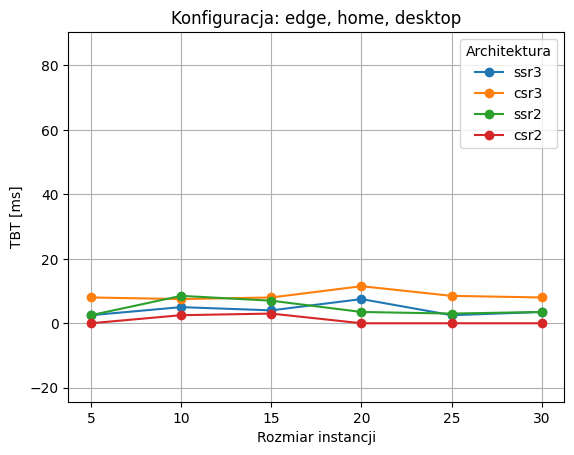 Konfiguracja: edge, home, desktop
Architektura
ssr3
csr3
ssr2
csr2
80
60
40
20
0
−20
TBT [ms]
5
10
15
20
25
30
Rozmiar instancji